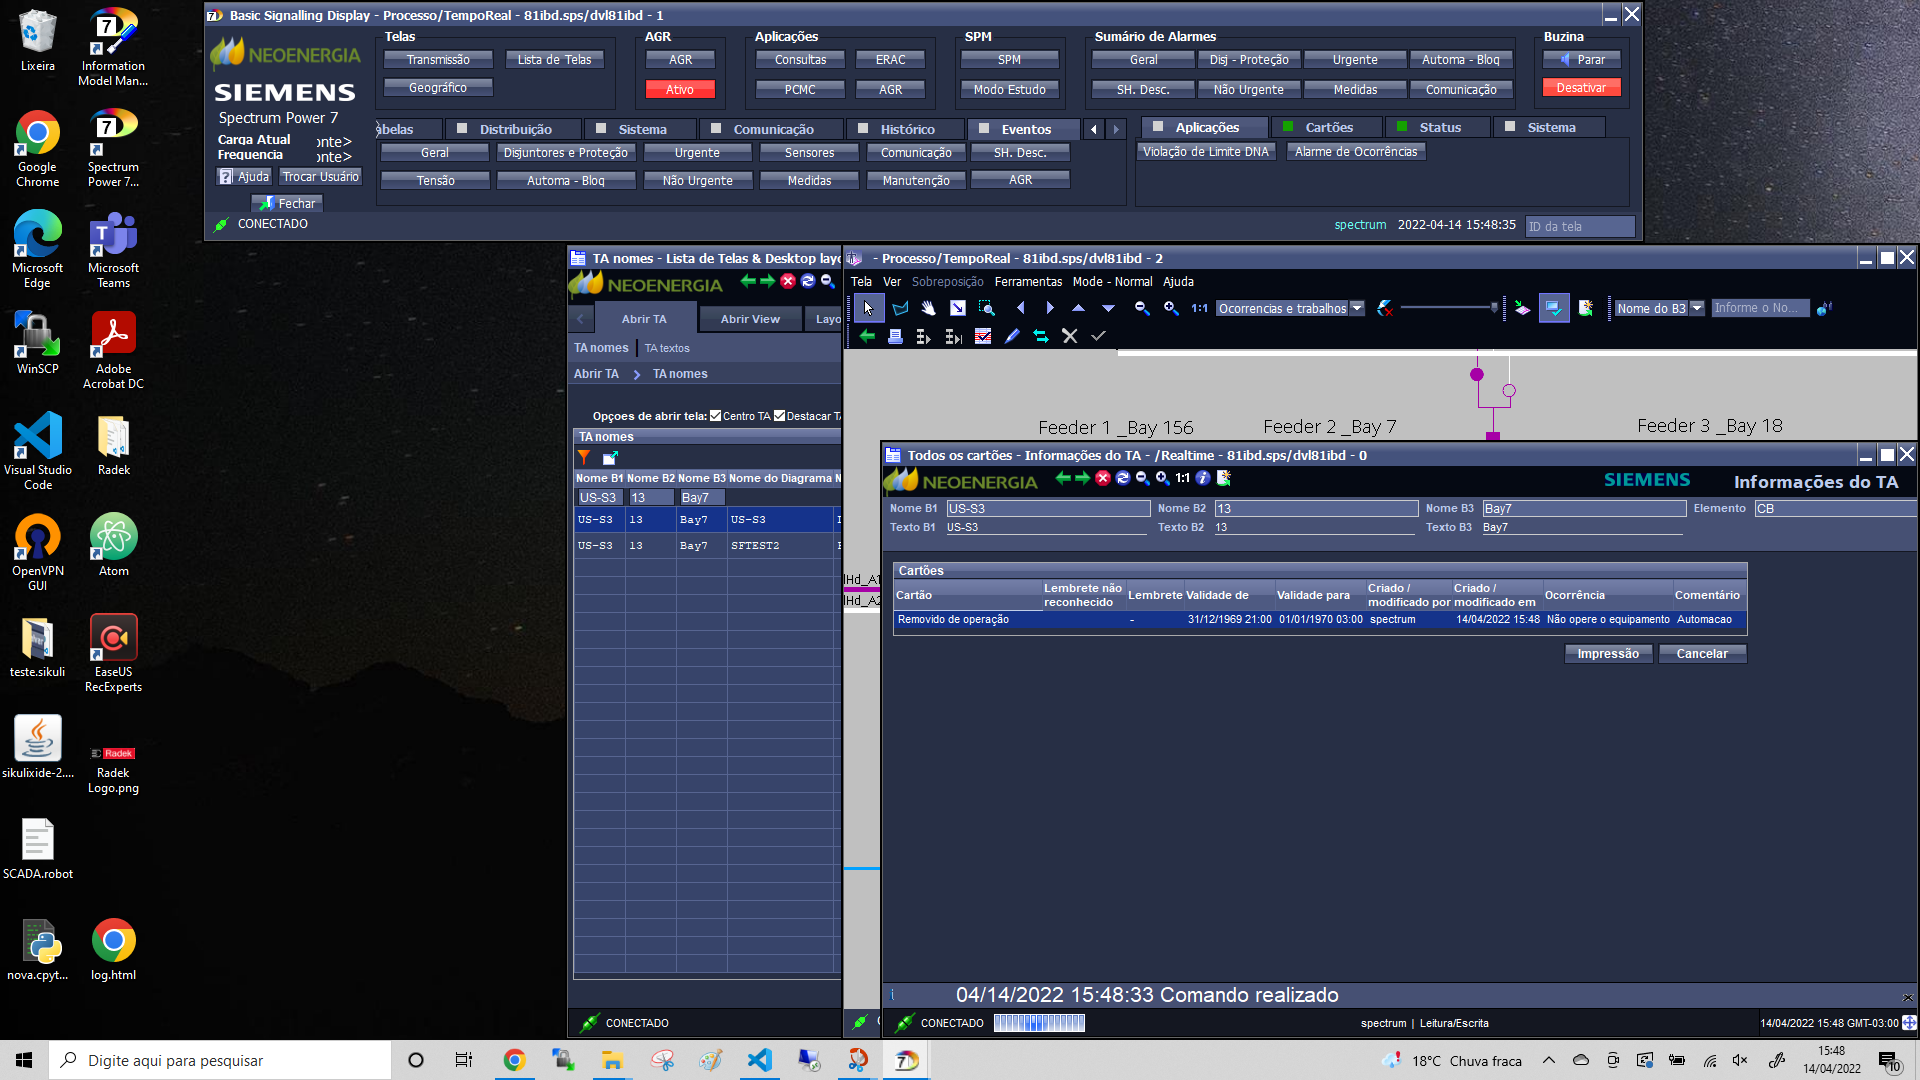 Lixeira
Information
Model Man...
Google
Chrome
Spectrum
Power 7...
Microsoft
Edge
Microsoft
Teams
WinSCP
Adobe
Acrobat DC
Visual Studio
Code
Radek
OpenVPN
GUI
Atom
teste.sikuli
EaseUS
RecExperts
sikulixide-2....
Radek
Radek
Logo.png
SCADA.robot
nova.cpyt...
log.html
Basic Signalling Display - Processo/TempoReal - 81ibd.sps/dvl81ibd - 1
NEOENERGIA
SIEMENS
Spectrum Power 7
Carga Atual
onte>
Frequencia
onte>
Ajuda
Trocar Usuário
Fechar
CONECTADO
Telas
Transmissão
Lista de Telas
Geográfico
AGR
AGR
Ativo
Aplicações
Consultas
ERAC
PCMC
AGR
SPM
SPM
Modo Estudo
Sumário de Alarmes
Geral
Disj - Proteção
Urgente
Automa - Bloq
SH. Desc.
Não Urgente
Medidas
Comunicação
Buzina
Parar
Desativar
abelas
Distribuição
Sistema
Comunicação
Histórico
Eventos
Geral
Disjuntores e Proteção
Urgente
Sensores
Comunicação
SH. Desc.
Tensão
Automa - Bloq
Não Urgente
Medidas
Manutenção
AGR
Aplicações
Cartões
Status
Sistema
Violação de Limite DNA
Alarme de Ocorrências
spectrum
2022-04-14 15:48:35
ID da tela
TA nomes - Lista de Telas & Desktop layo
NEOENERGIA
Abrir TA
Abrir View
Layo
TA nomes
TA textos
Abrir TA
TA nomes
Opçoes de abrir tela:
Centro TA
Destacar TA
TA nomes
Nome B1 Nome B2 Nome B3 Nome do Diagrama N
US-S3 13 Bay7
US-S3 13 Bay7 US-S3
US-S3 13 Bay7 SFTEST2
CONECTADO
- Processo/TempoReal - 81ibd.sps/dvl81ibd - 2
Tela Ver Sobreposição Ferramentas Mode - Normal Ajuda
1:1
Ocorrencias e trabalhos
Nome do B3
Informe o No...
Feeder 1 _Bay 156
Feeder 2 _Bay 7
Feeder 3 _Bay 18
lHd_A1
lHd_A2
Todos os cartões - Informações do TA - /Realtime - 81ibd.sps/dvl81ibd - 0
NEOENERGIA
1:1
SIEMENS
Informações do TA
Nome B1 US-S3 Nome B2 13 Nome B3 Bay7 Elemento CB
Texto B1 US-S3 Texto B2 13 Texto B3 Bay7
Cartões
Cartão
Lembrete não
reconhecido
Lembrete
Validade de
Validade para
Criado /
modificado por
Criado /
modificado em
Ocorrência
Comentário
Removido de operação - 31/12/1969 21:00 01/01/1970 03:00 spectrum 14/04/2022 15:48 Não opere o equipamento Automacao
Impressão
Cancelar
04/14/2022 15:48:33 Comando realizado
CONECTADO
spectrum | Leitura/Escrita
14/04/2022 15:48 GMT-03:00
Digite aqui para pesquisar
18°C Chuva fraca
15:48
14/04/2022
10